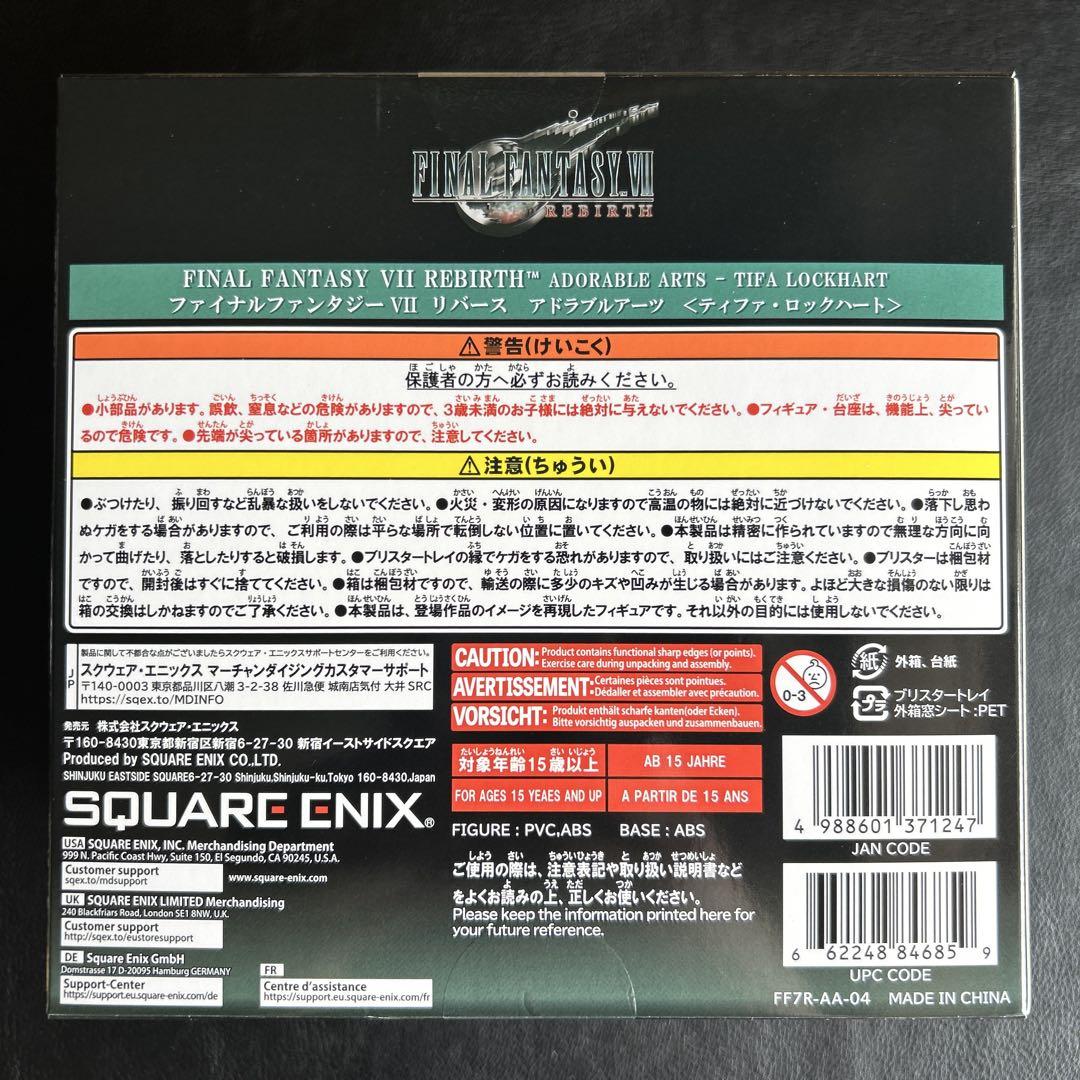 FINAL FANTASY VII
REBIRTH
FINAL FANTASY VII REBIRTH™ ADORABLE ARTS - TIFA LOCKHART
ファイナルファンタジーVII リバース アドラブルアーツ <ティファ・ロックハート>
⚠警告(けいこく)
保護者の方へ必ずお読みください。
●小部品があります。誤飲、窒息などの危険がありますので、3歳未満のお子様には絶対に与えないでください。●フィギュア・台座は、機能上、尖ってい
るので危険です。●先端が尖っている箇所がありますので、注意してください。
⚠注意(ちゅうい)
●ぶつけたり、振り回すなど乱暴な扱いをしないでください。●火災・変形の原因になりますので高温の物には絶対に近づけないでください。●落下し思わ
ぬケガをする場合がありますので、ご利用の際は平らな場所で転倒しない位置に置いてください。●本製品は精密に作られていますので無理な方向に向
かって曲げたり、落としたりすると破損します。●ブリスタートレイの縁でケガをする恐れがありますので、取り扱いにはご注意ください。●ブリスターは梱包材
ですので、開封後はすぐに捨ててください。●箱は梱包材ですので、輸送の際に多少のキズや凹みが生じる場合があります。よほど大きな損傷のない限りは
箱の交換はしかねますのでご了承ください。●本製品は、登場作品のイメージを再現したフィギュアです。それ以外の目的には使用しないでください。
JP
製品に関して不都合な点がございましたらスクウェア・エニックスサポートセンターをご利用ください。
スクウェア・エニックス マーチャンダイジングカスタマーサポート
〒140-0003 東京都品川区八潮 3-2-38 佐川急便 城南店気付 大井 SRC
https://sqex.to/MDINFO
発売元 株式会社スクウェア・エニックス
〒160-8430東京都新宿区新宿6-27-30 新宿イーストサイドスクエア
Produced by SQUARE ENIX CO.,LTD.
SHINJUKU EASTSIDE SQUARE6-27-30 Shinjuku,Shinjuku-ku,Tokyo 160-8430,Japan
SQUARE ENIX®
USA SQUARE ENIX, INC. Merchandising Department
999 N. Pacific Coast Hwy, Suite 150, El Segundo, CA 90245, U.S.A.
Customer support
sqex.to/mdsupport
www.square-enix.com
UK SQUARE ENIX LIMITED Merchandising
240 Blackfriars Road, London SE1 8NW, U.K.
Customer support
http://sqex.to/eustoresupport
DE Square Enix GmbH
Domstrasse 17 D-20095 Hamburg GERMANY
Support-Center
https://support.eu.square-enix.com/de
FR
Centre d'assistance
https://support.eu.square-enix.com/fr
CAUTION: Product contains functional sharp edges (or points).
Exercise care during unpacking and assembly.
AVERTISSEMENT: •Certaines pièces sont pointues.
•Dédaller et assembler avec précaution.
VORSICHT: Produkt enthält scharfe kanten(oder Ecken).
Bitte vorsichtig auspacken und zusammenbauen.
対象年齢15歳以上
AB 15 JAHRE
FOR AGES 15 YEAES AND UP
A PARTIR DE 15 ANS
FIGURE : PVC,ABS BASE : ABS
ご使用の際は、注意表記や取り扱い説明書など
をよくお読みの上、正しくお使いください。
Please keep the information printed here for
your future reference.
0-3
紙 外箱、台紙
プラ ブリスタートレイ
外箱窓シート:PET
4 988601 371247
JAN CODE
6 62248 84685 9
UPC CODE
FF7R-AA-04 MADE IN CHINA